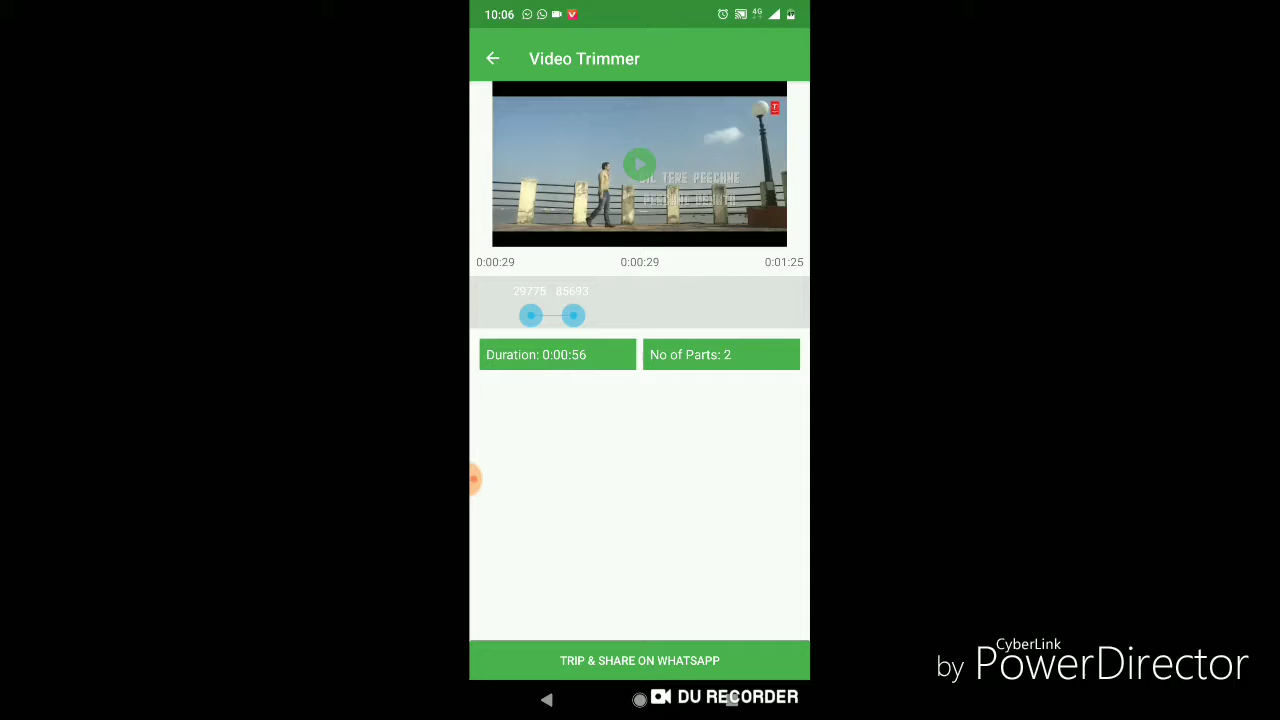 10:06
4G
Video Trimmer
T
DIL TERE PEECHHE
0:00:29 0:00:29 0:01:25
29775 85693
Duration: 0:00:56 No of Parts: 2
TRIP & SHARE ON WHATSAPP
DU RECORDER
CyberLink
by PowerDirector